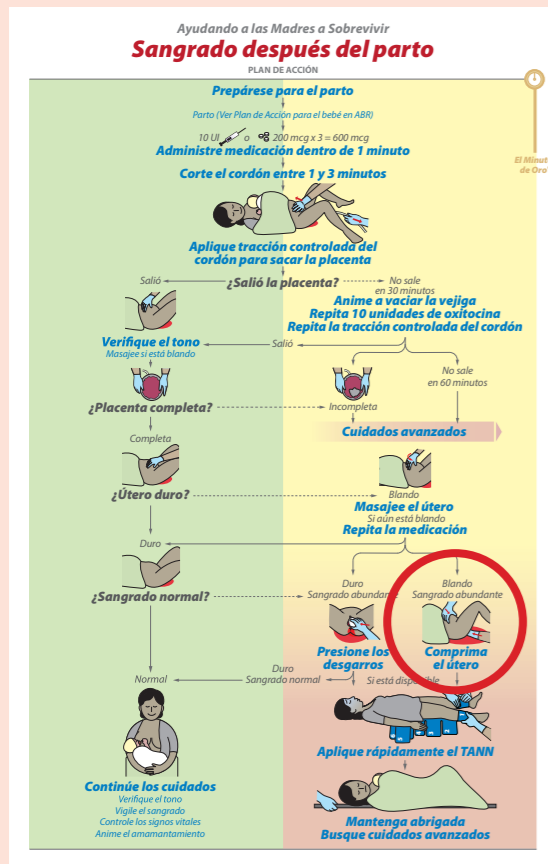 Ayudando a las Madres a Sobrevivir
Sangrado después del parto
PLAN DE ACCIÓN
Prepárese para el parto
Parto (Ver Plan de Acción para el bebé en ABR)
10 UI o 200 mcg x 3 = 600 mcg
Administre medicación dentro de 1 minuto
El Minuto
de Oro
Corte el cordón entre 1 y 3 minutos
Aplique tracción controlada del
cordón para sacar la placenta
Salió
¿Salió la placenta?
No sale
en 30 minutos
Anime a vaciar la vejiga
Repita 10 unidades de oxitocina
Repita la tracción controlada del cordón
Verifique el tono
Masajee si está blando
Salió
No sale
en 60 minutos
¿Placenta completa?
Incompleta
Completa
Cuidados avanzados
¿Útero duro?
Blando
Masajee el útero
Si aún está blando
Repita la medicación
Duro
¿Sangrado normal?
Duro
Sangrado abundante
Blando
Sangrado abundante
Presione los
desgarros
Comprima
el útero
Duro
Sangrado normal
Normal
Si está disponible
Aplique rápidamente el TANN
Continúe los cuidados
Verifique el tono
Vigile el sangrado
Controle los signos vitales
Anime el amamantamiento
Mantenga abrigada
Busque cuidados avanzados